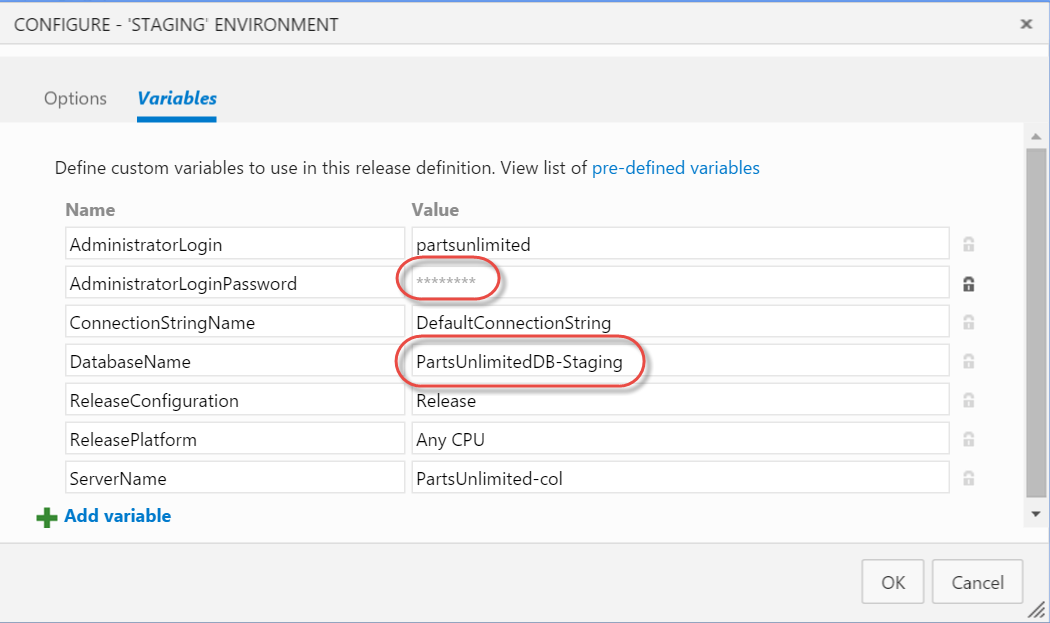 CONFIGURE - 'STAGING' ENVIRONMENT
Options Variables
Define custom variables to use in this release definition. View list of pre-defined variables
Name Value
AdministratorLogin partsunlimited
AdministratorLoginPassword ********
ConnectionStringName DefaultConnectionString
DatabaseName PartsUnlimitedDB-Staging
ReleaseConfiguration Release
ReleasePlatform Any CPU
ServerName PartsUnlimited-col
Add variable
OK Cancel